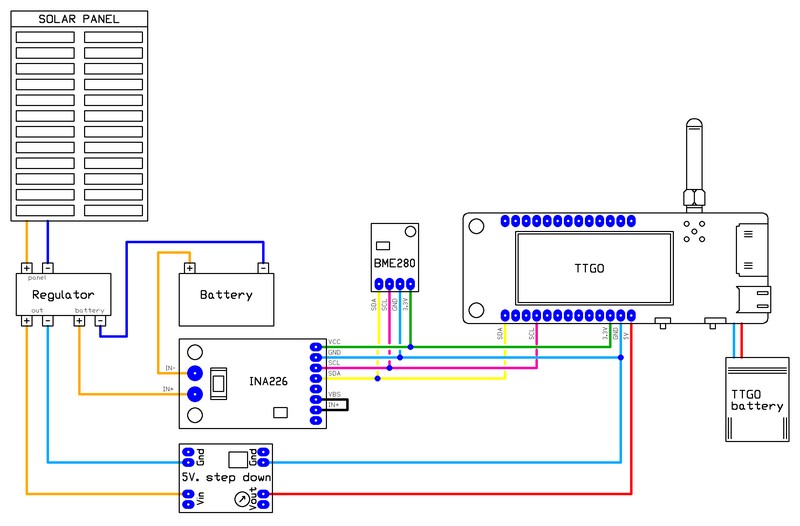 SOLAR PANEL
+ -
panel
Regulator
out battery
+ - + -
+ -
Battery
BME280
SDA
SCL
GND
3,3V
TTGO
SDA
SCL
3,3V
GND
5V
TTGO
battery
IN-
IN+
INA226
VCC
GND
SCL
SDA
VBS
IN+
Gnd
Gnd
5V. step down
Vin
Vout